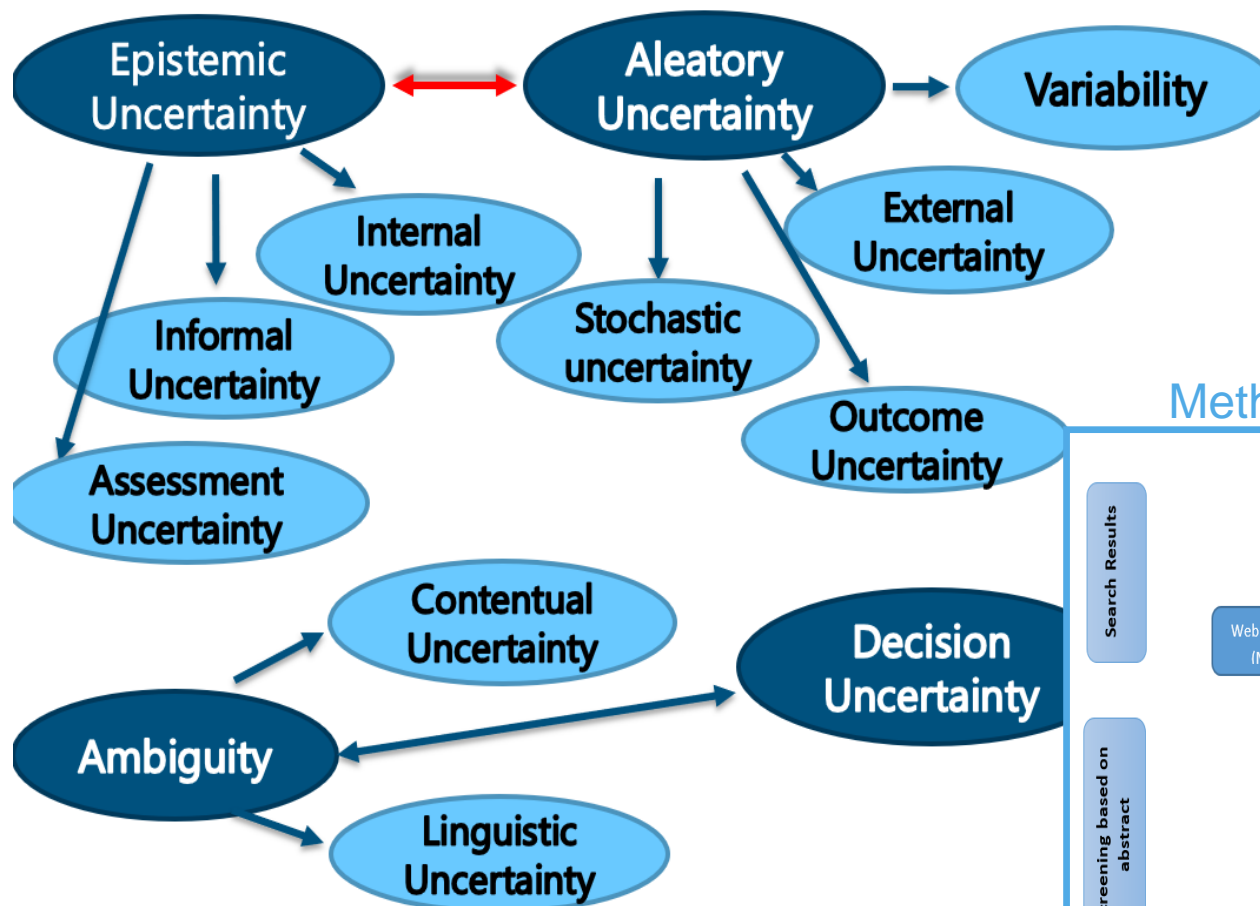 Epistemic
Uncertainty
Aleatory
Uncertainty
Variability
Internal
Uncertainty
External
Uncertainty
Informal
Uncertainty
Stochastic
uncertainty
Outcome
Uncertainty
Assessment
Uncertainty
Meth
Search Results
Contentual
Uncertainty
Decision
Uncertainty
Web
Ambiguity
reening based on
abstract
Linguistic
Uncertainty